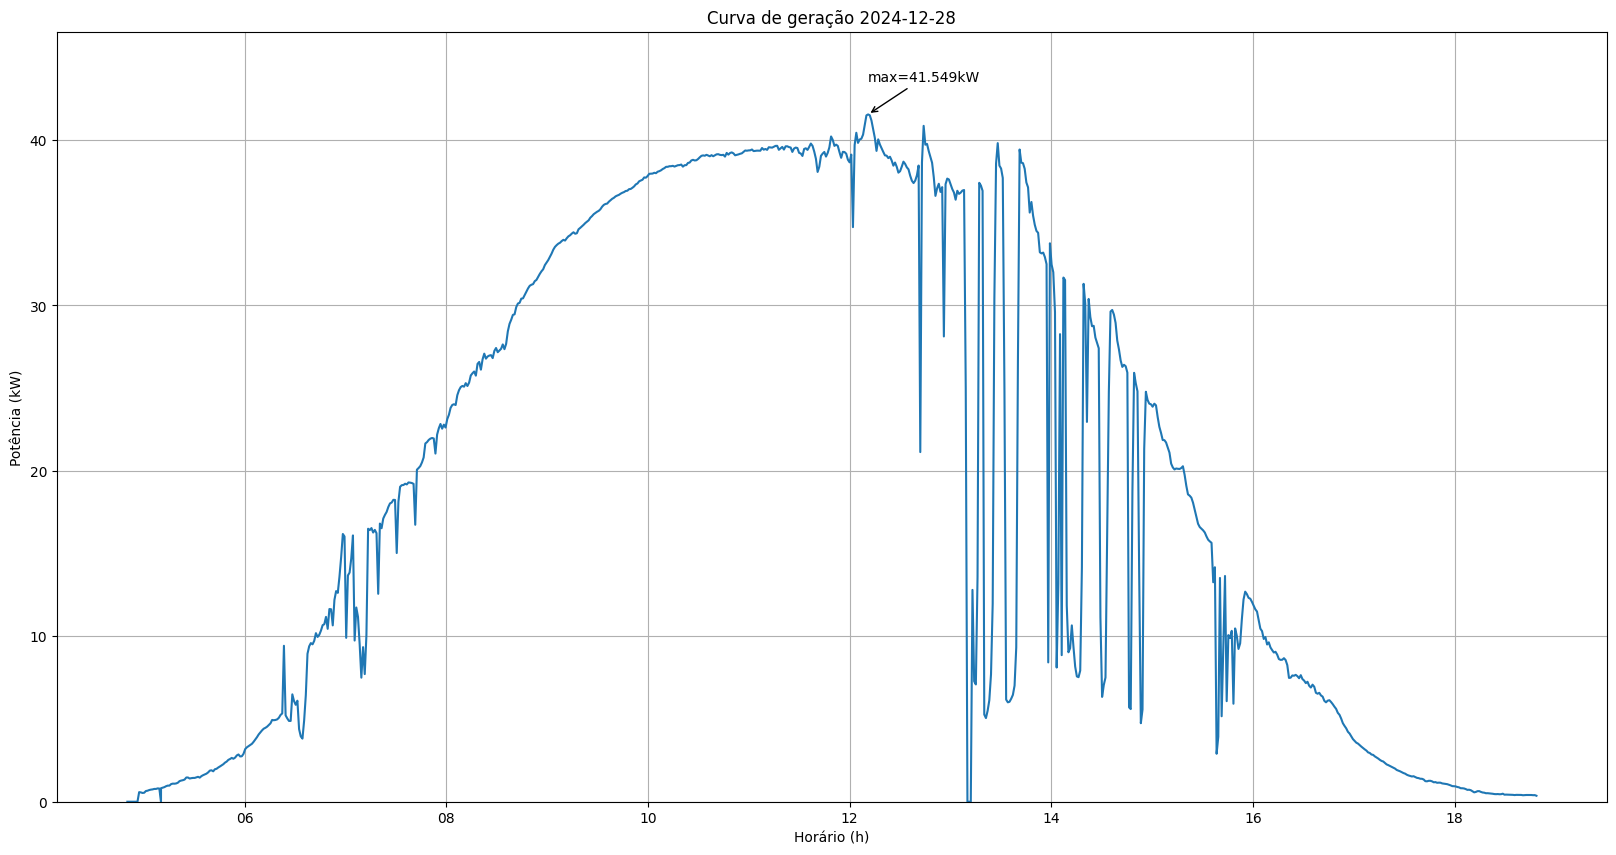 Curva de geração 2024-12-28
max=41.549kW
40
30
20
10
0
Potência (kW)
06 08 10 12 14 16 18
Horário (h)